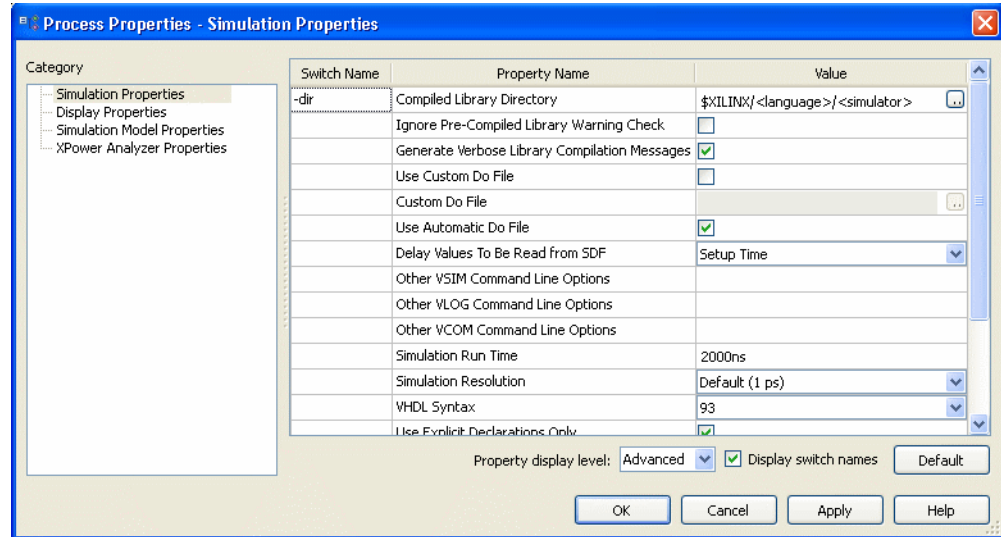 Process Properties - Simulation Properties
Category
Simulation Properties
Display Properties
Simulation Model Properties
XPower Analyzer Properties
Switch Name Property Name Value
-dir Compiled Library Directory $XILINX/<language>/<simulator> ..
Ignore Pre-Compiled Library Warning Check
Generate Verbose Library Compilation Messages
Use Custom Do File
Custom Do File ..
Use Automatic Do File
Delay Values To Be Read from SDF Setup Time
Other VSIM Command Line Options
Other VLOG Command Line Options
Other VCOM Command Line Options
Simulation Run Time 2000ns
Simulation Resolution Default (1 ps)
VHDL Syntax 93
Use Explicit Declarations Only
Property display level: Advanced Display switch names Default
OK Cancel Apply Help